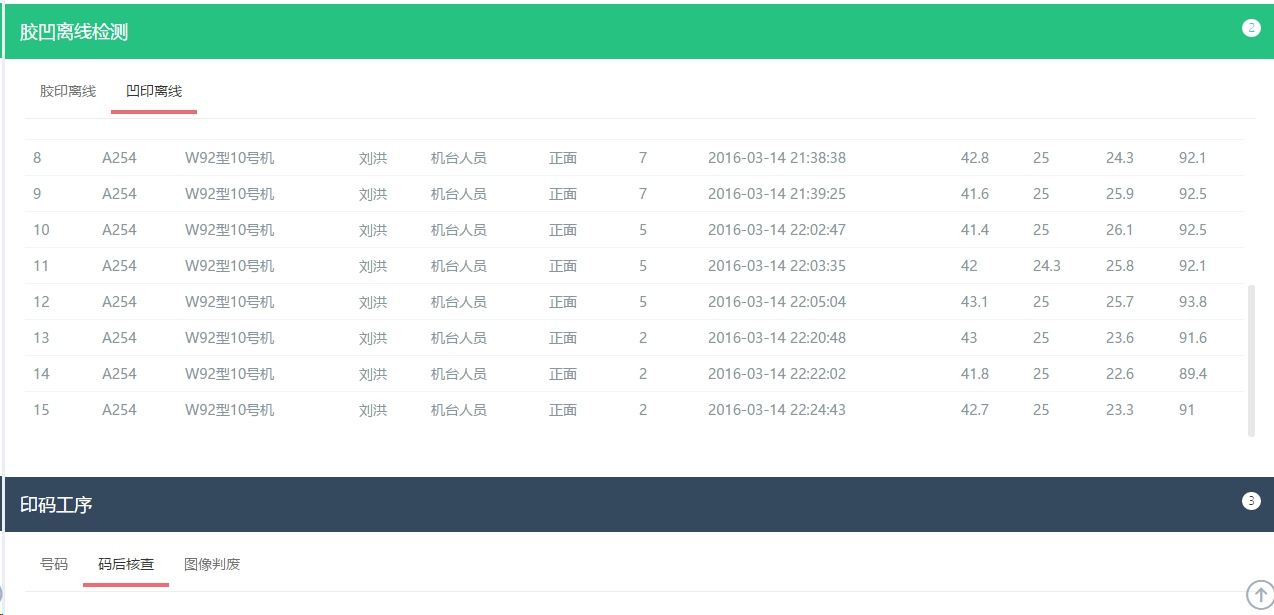 胶凹离线检测 2
胶印离线 凹印离线
8 A254 W92型10号机 刘洪 机台人员 正面 7 2016-03-14 21:38:38 42.8 25 24.3 92.1
9 A254 W92型10号机 刘洪 机台人员 正面 7 2016-03-14 21:39:25 41.6 25 25.9 92.5
10 A254 W92型10号机 刘洪 机台人员 正面 5 2016-03-14 22:02:47 41.4 25 26.1 92.5
11 A254 W92型10号机 刘洪 机台人员 正面 5 2016-03-14 22:03:35 42 24.3 25.8 92.1
12 A254 W92型10号机 刘洪 机台人员 正面 5 2016-03-14 22:05:04 43.1 25 25.7 93.8
13 A254 W92型10号机 刘洪 机台人员 正面 2 2016-03-14 22:20:48 43 25 23.6 91.6
14 A254 W92型10号机 刘洪 机台人员 正面 2 2016-03-14 22:22:02 41.8 25 22.6 89.4
15 A254 W92型10号机 刘洪 机台人员 正面 2 2016-03-14 22:24:43 42.7 25 23.3 91
印码工序 3
号码 码后核查 图像判废